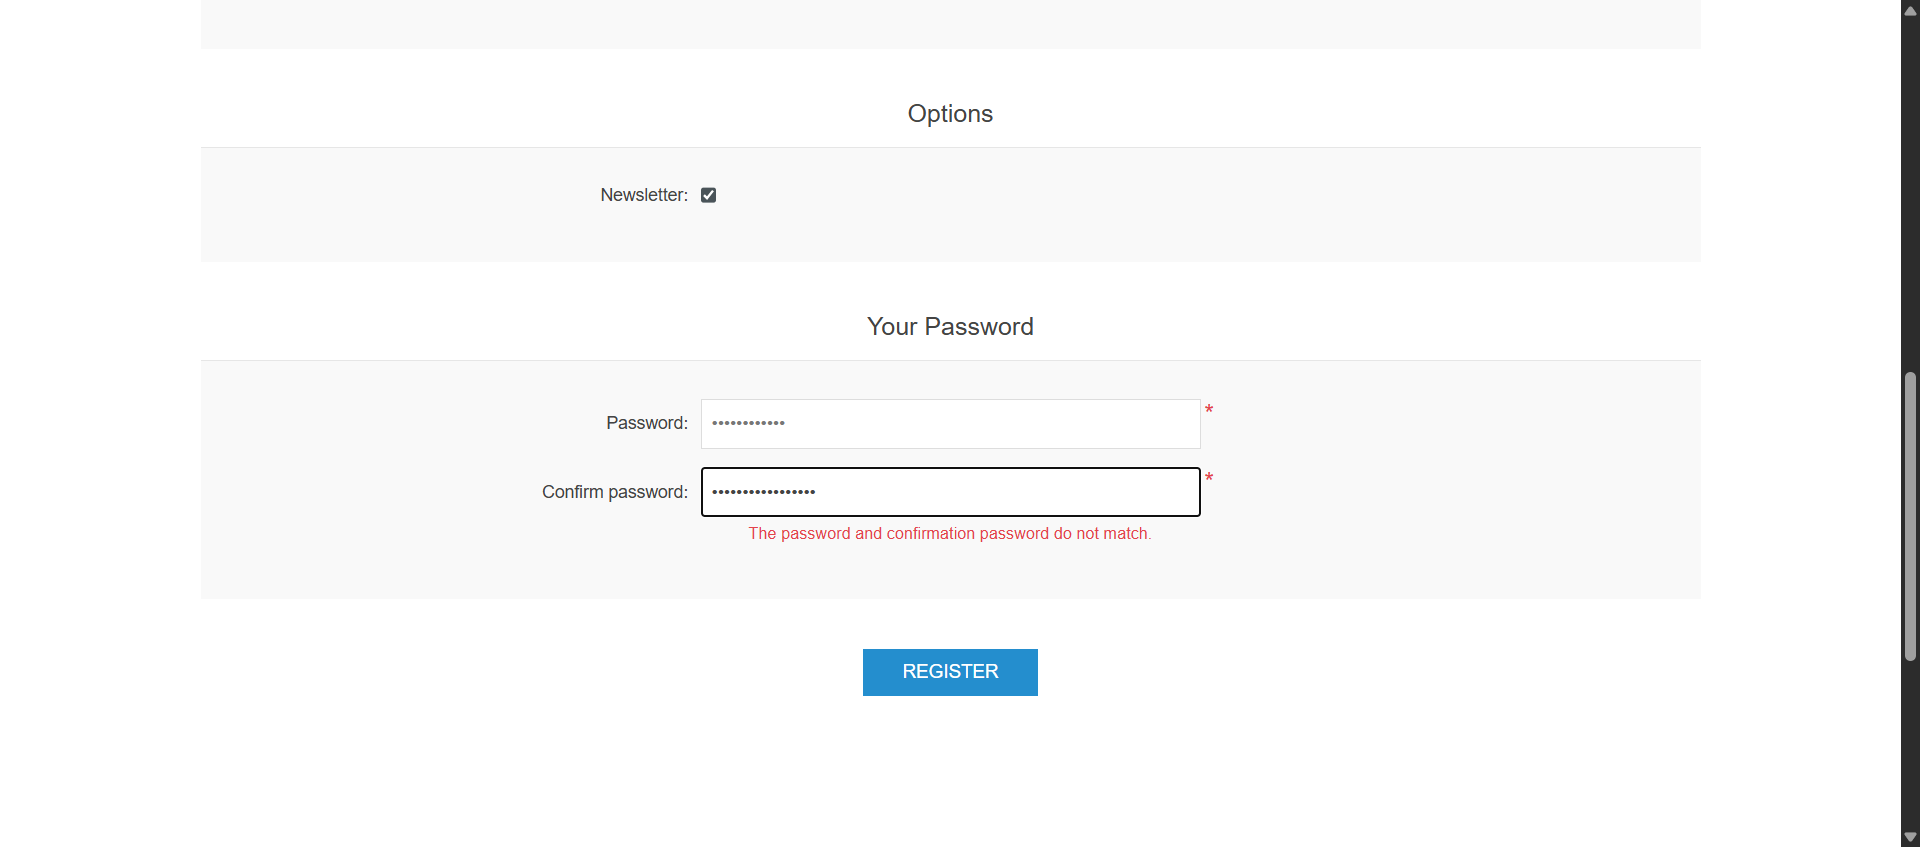 Options
Newsletter:
Your Password
Password: •••••••••••• *
Confirm password: ••••••••••••••••• *
The password and confirmation password do not match.
REGISTER